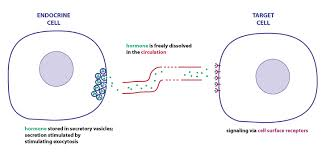 ENDOCRINE
CELL
TARGET
CELL
hormone is freely dissolved
in the circulation
hormone stored in secretory vesicles;
secretion stimulated by
stimulating exocytosis
signaling via cell surface receptors